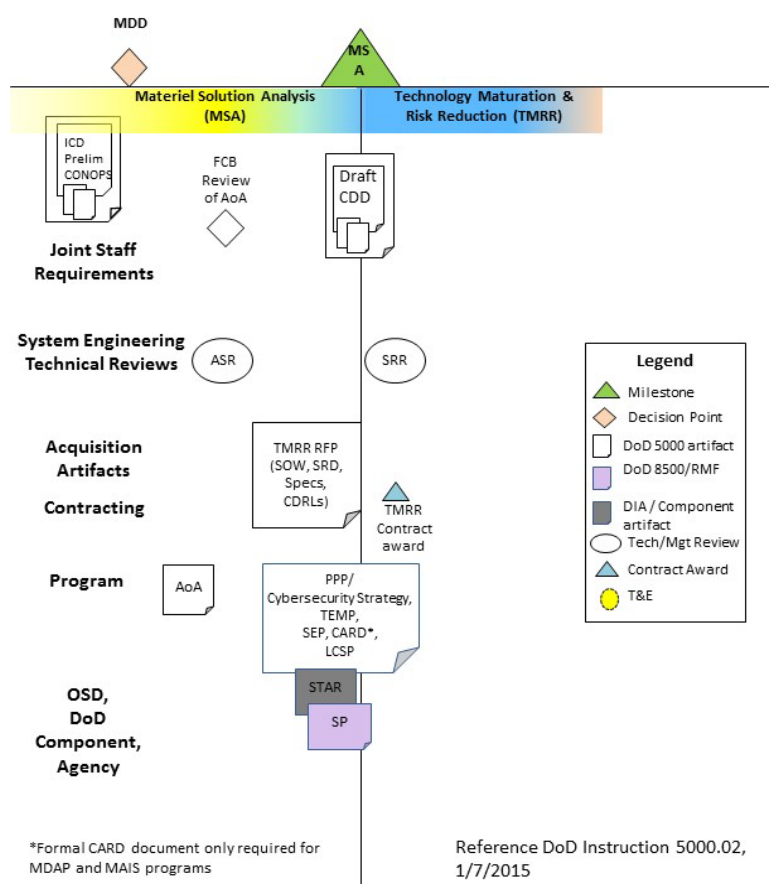 MDD
MS
A
Materiel Solution Analysis
(MSA)
Technology Maturation &
Risk Reduction (TMRR)
ICD
Prelim
CONOPS
FCB
Review
of AoA
Draft
CDD
Joint Staff
Requirements
System Engineering
Technical Reviews
ASR
SRR
Legend
Milestone
Decision Point
DoD 5000 artifact
DoD 8500/RMF
DIA / Component
artifact
Tech/Mgt Review
Contract Award
T&E
Acquisition
Artifacts
Contracting
TMRR RFP
(SOW, SRD,
Specs,
CDRLs)
TMRR
Contract
award
Program
AoA
PPP/
Cybersecurity Strategy,
TEMP,
SEP, CARD*,
LCSP
STAR
SP
OSD,
DoD
Component,
Agency
*Formal CARD document only required for
MDAP and MAIS programs
Reference DoD Instruction 5000.02,
1/7/2015